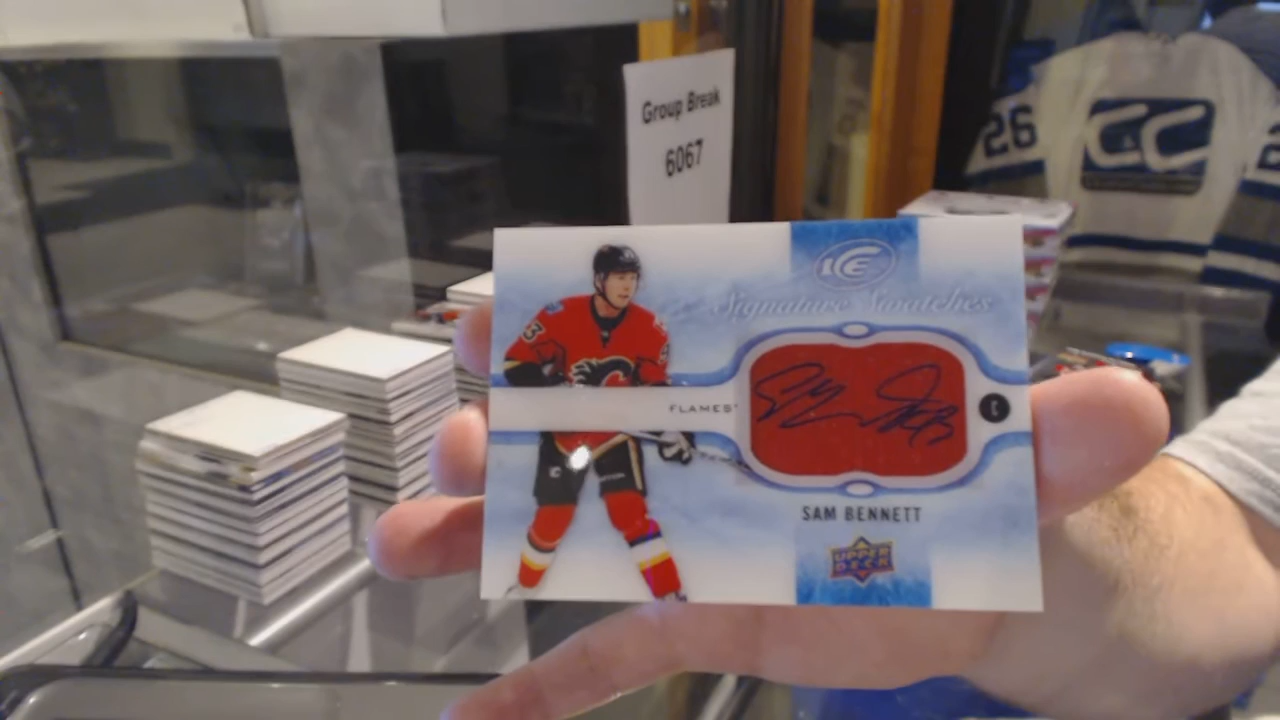 Group Break
6067
26
CC
ICE
Signature Swatches
FLAMES
C
SAM BENNETT
UPPER
DECK